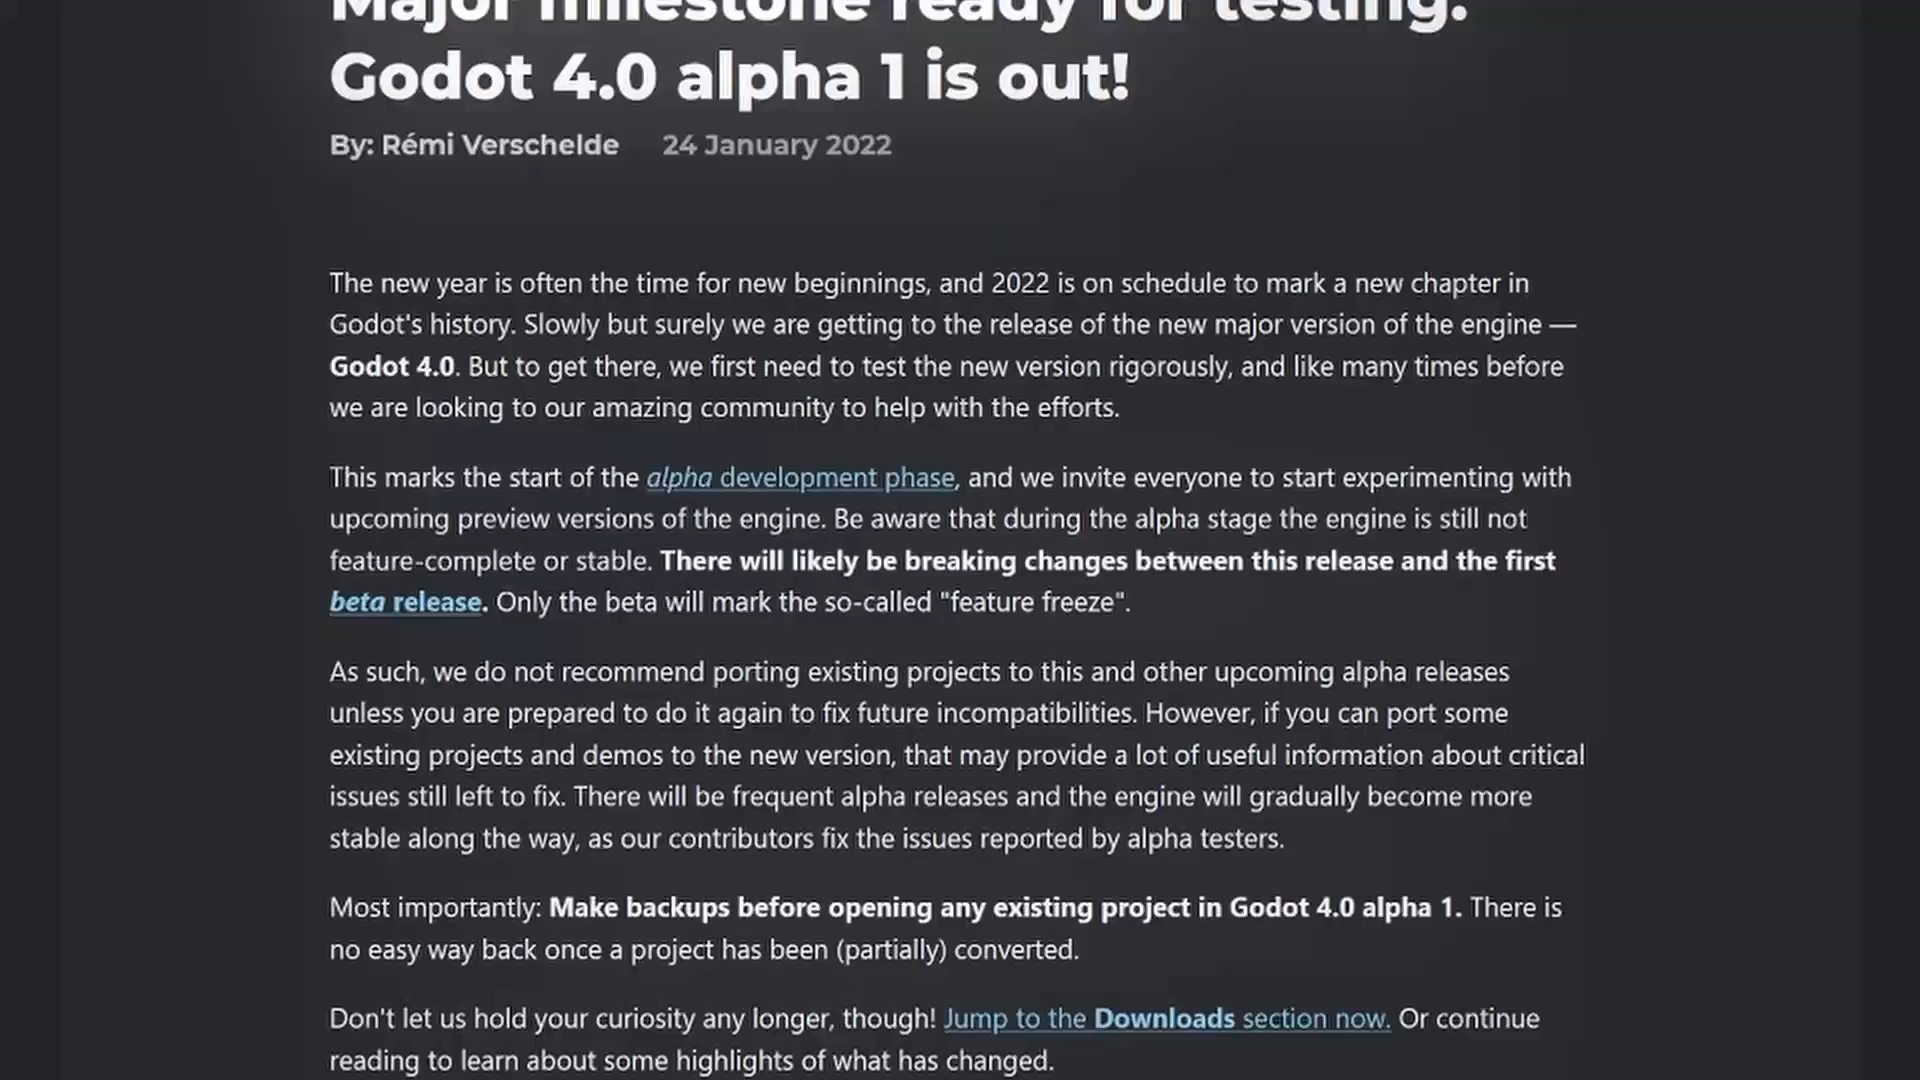 Major milestone ready for testing:
Godot 4.0 alpha 1 is out!
By: Rémi Verschelde 24 January 2022
The new year is often the time for new beginnings, and 2022 is on schedule to mark a new chapter in
Godot's history. Slowly but surely we are getting to the release of the new major version of the engine —
Godot 4.0. But to get there, we first need to test the new version rigorously, and like many times before
we are looking to our amazing community to help with the efforts.
This marks the start of the alpha development phase, and we invite everyone to start experimenting with
upcoming preview versions of the engine. Be aware that during the alpha stage the engine is still not
feature-complete or stable. There will likely be breaking changes between this release and the first
beta release. Only the beta will mark the so-called "feature freeze".
As such, we do not recommend porting existing projects to this and other upcoming alpha releases
unless you are prepared to do it again to fix future incompatibilities. However, if you can port some
existing projects and demos to the new version, that may provide a lot of useful information about critical
issues still left to fix. There will be frequent alpha releases and the engine will gradually become more
stable along the way, as our contributors fix the issues reported by alpha testers.
Most importantly: Make backups before opening any existing project in Godot 4.0 alpha 1. There is
no easy way back once a project has been (partially) converted.
Don't let us hold your curiosity any longer, though! Jump to the Downloads section now. Or continue
reading to learn about some highlights of what has changed.